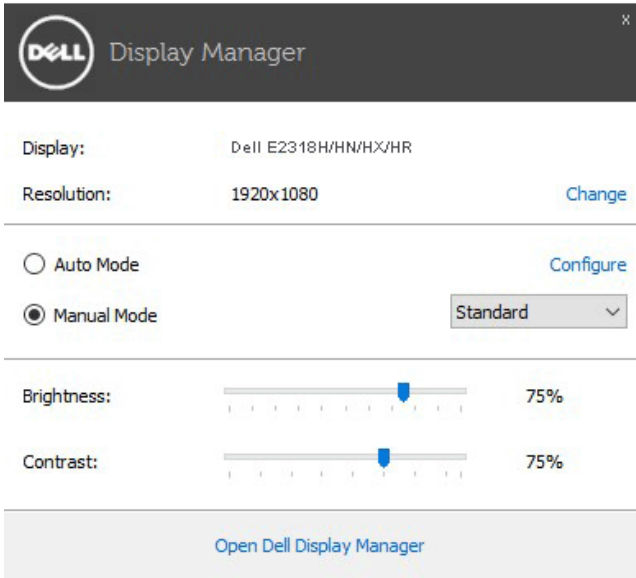 X
DELL Display Manager
Display: Dell E2318H/HN/HX/HR
Resolution: 1920x1080 Change
Auto Mode Configure
Manual Mode Standard
Brightness: 75%
Contrast: 75%
Open Dell Display Manager